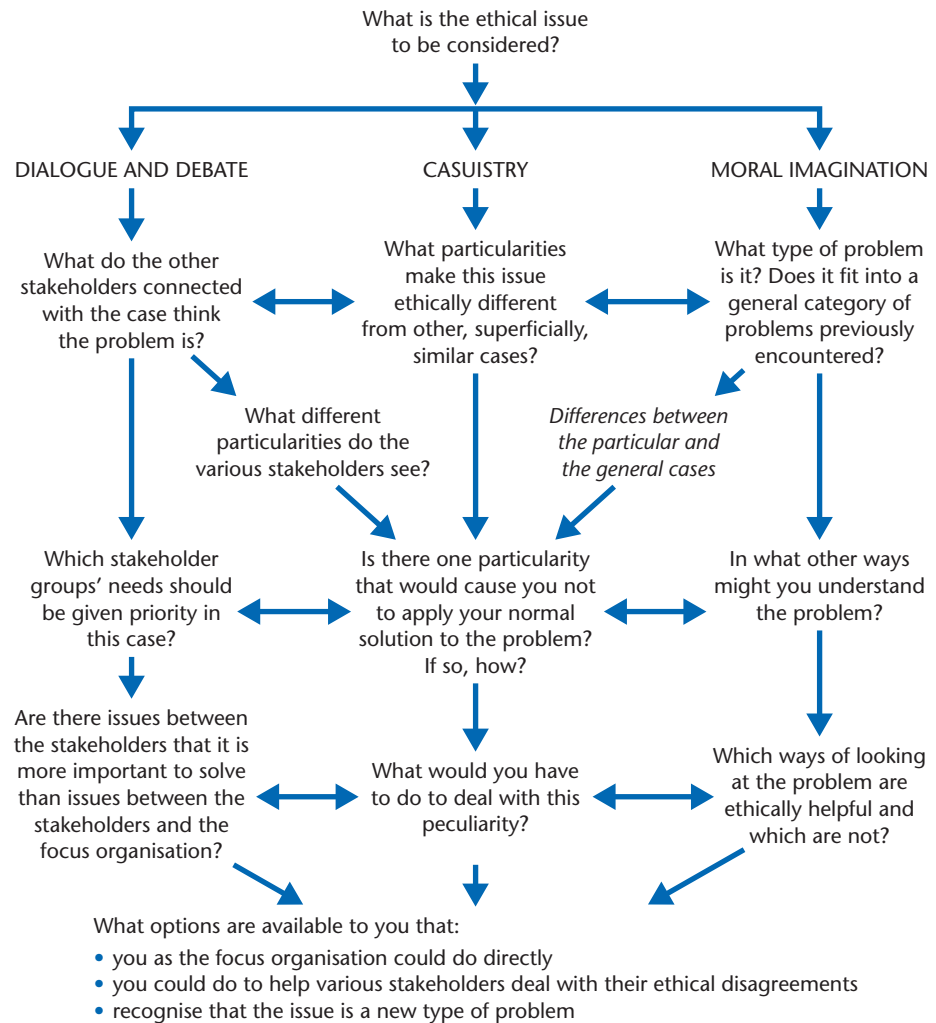 What is the ethical issue
to be considered?
DIALOGUE AND DEBATE
CASUISTRY
MORAL IMAGINATION
What do the other
stakeholders connected
with the case think
the problem is?
What particularities
make this issue
ethically different
from other, superficially,
similar cases?
What type of problem
is it? Does it fit into a
general category of
problems previously
encountered?
What different
particularities do the
various stakeholders see?
Differences between
the particular and
the general cases
Which stakeholder
groups’ needs should
be given priority in
this case?
Is there one particularity
that would cause you not
to apply your normal
solution to the problem?
If so, how?
In what other ways
might you understand
the problem?
Are there issues between
the stakeholders that it is
more important to solve
than issues between the
stakeholders and the
focus organisation?
What would you have
to do to deal with this
peculiarity?
Which ways of looking
at the problem are
ethically helpful and
which are not?
What options are available to you that:
• you as the focus organisation could do directly
• you could do to help various stakeholders deal with their ethical disagreements
• recognise that the issue is a new type of problem